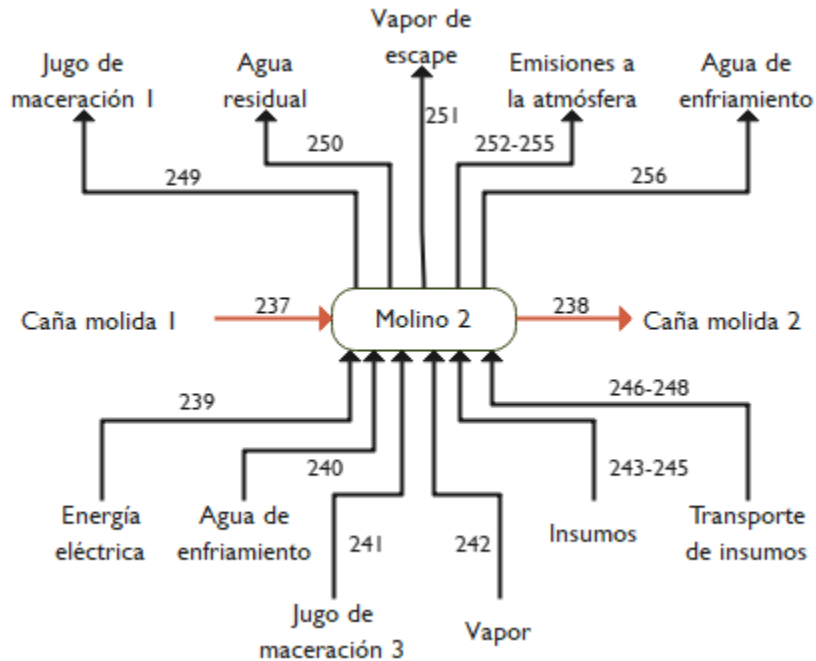 Vapor de
escape
Jugo de
maceración 1
Agua
residual
Emisiones a
la atmósfera
Agua de
enfriamiento
251
250
252-255
249
256
Caña molida 1
237
Molino 2
238
Caña molida 2
239
246-248
240
243-245
Energía
eléctrica
Agua de
enfriamiento
241
242
Insumos
Transporte
de insumos
Jugo de
maceración 3
Vapor